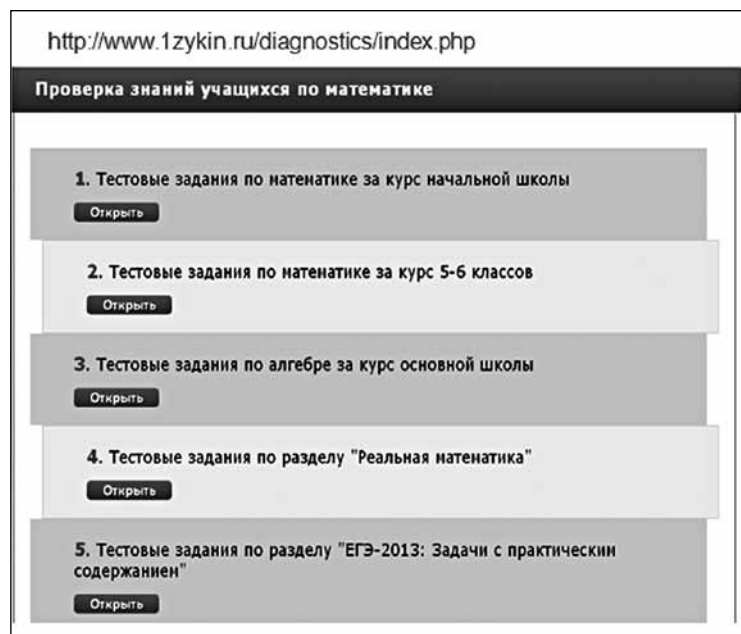 http://www.1zykin.ru/diagnostics/index.php
Проверка знаний учащихся по математике
1. Тестовые задания по математике за курс начальной школы
Открыть
2. Тестовые задания по математике за курс 5-6 классов
Открыть
3. Тестовые задания по алгебре за курс основной школы
Открыть
4. Тестовые задания по разделу "Реальная математика"
Открыть
5. Тестовые задания по разделу "ЕГЭ-2013: Задачи с практическим
содержанием"
Открыть